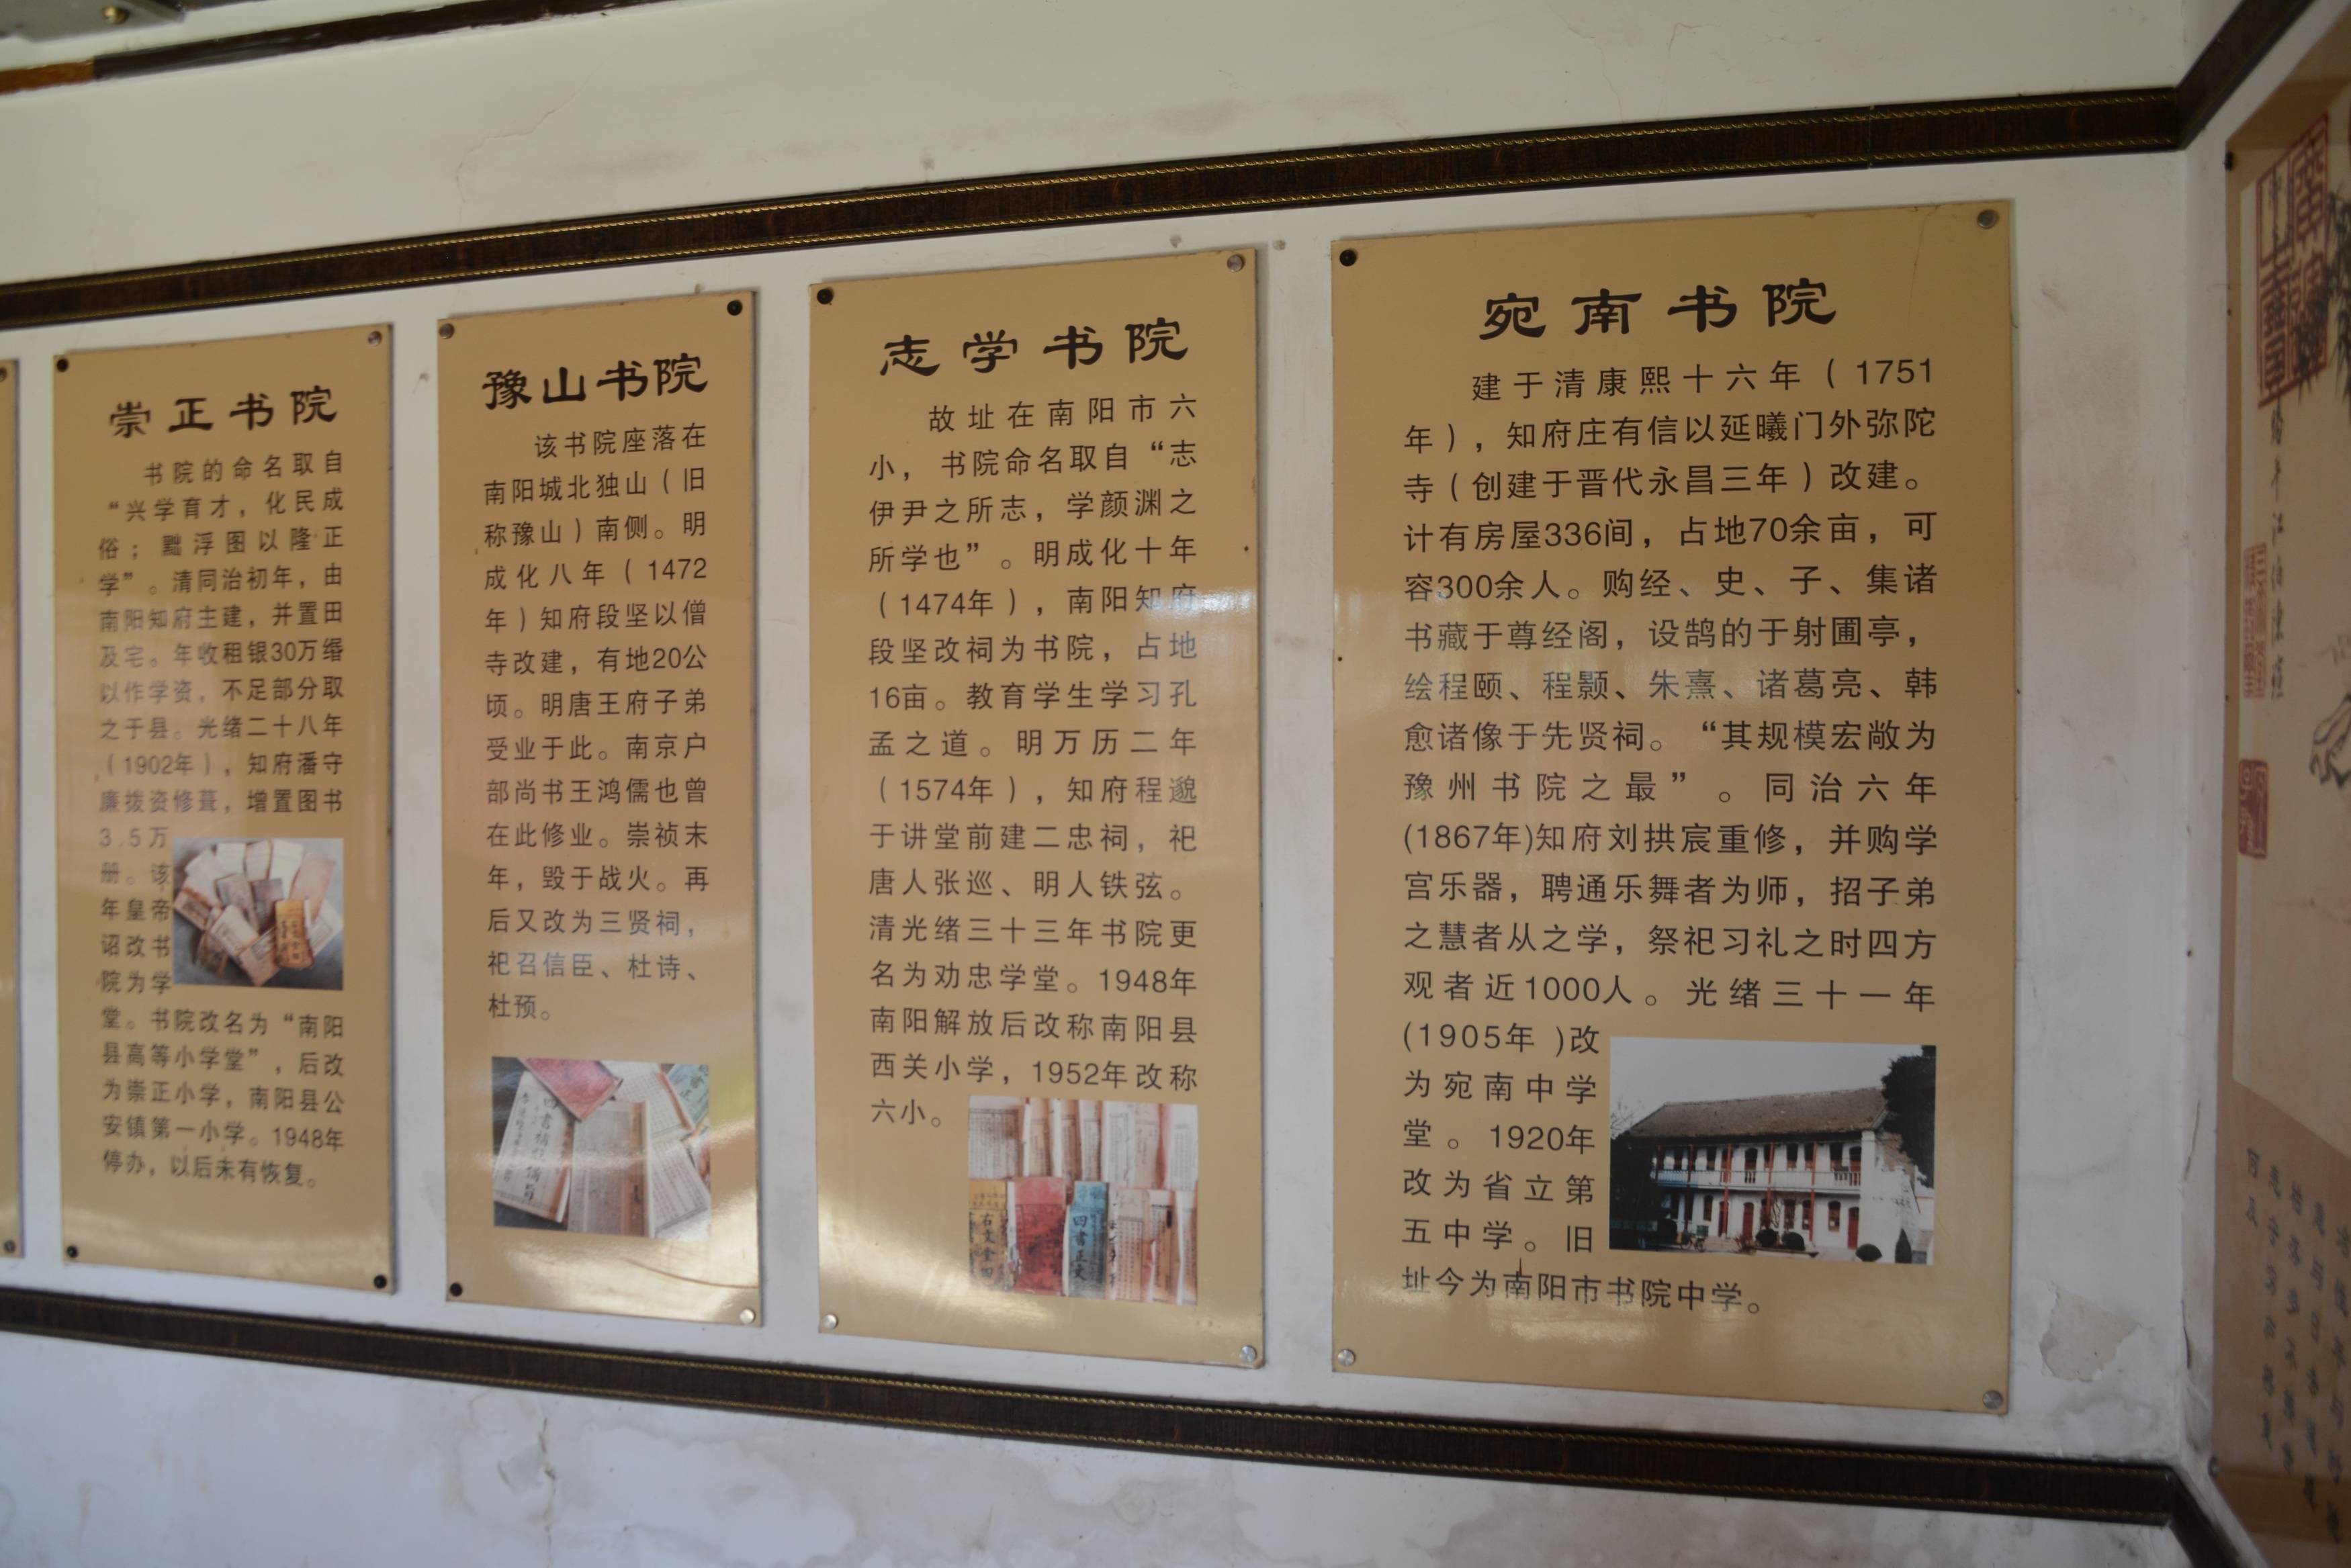 崇正书院
书院的命名取自
“兴学育才，化民成
俗；黜浮图以隆正
学”。清同治初年，由
南阳知府主建，并置田
及宅。年收租银30万缗
以作学资，不足部分取
之于县。光绪二十八年
（1902年），知府潘守
廉拨资修葺，增置图书
3.5万
册。该
年皇帝
诏改书
院为学
堂。书院改名为“南阳
县高等小学堂”，后改
为崇正小学，南阳县公
安镇第一小学。1948年
停办，以后未有恢复。
豫山书院
该书院座落在
南阳城北独山（旧
称豫山）南侧。明
成化八年（1472
年）知府段坚以僧
寺改建，有地20公
顷。明唐王府子弟
受业于此。南京户
部尚书王鸿儒也曾
在此修业。崇祯末
年，毁于战火。再
后又改为三贤祠，
祀召信臣、杜诗、
杜预。
志学书院
故址在南阳市六
小，书院命名取自“志
伊尹之所志，学颜渊之
所学也”。明成化十年
（1474年），南阳知府
段坚改祠为书院，占地
16亩。教育学生学习孔
孟之道。明万历二年
（1574年），知府程邈
于讲堂前建二忠祠，祀
唐人张巡、明人铁弦。
清光绪三十三年书院更
名为劝忠学堂。1948年
南阳解放后改称南阳县
西关小学，1952年改称
六小。
四书正文
宛南书院
建于清康熙十六年（1751
年），知府庄有信以延曦门外弥陀
寺（创建于晋代永昌三年）改建。
计有房屋336间，占地70余亩，可
容300余人。购经、史、子、集诸
书藏于尊经阁，设鹄的于射圃亭，
绘程颐、程颢、朱熹、诸葛亮、韩
愈诸像于先贤祠。“其规模宏敞为
豫州书院之最”。同治六年
(1867年)知府刘拱宸重修，并购学
宫乐器，聘通乐舞者为师，招子弟
之慧者从之学，祭祀习礼之时四方
观者近1000人。光绪三十一年
(1905年 )改
为宛南中学
堂。1920年
改为省立第
五中学。旧
址今为南阳市书院中学。